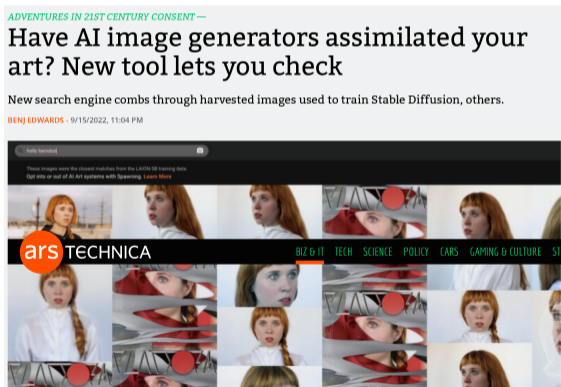 ADVENTURES IN 21ST CENTURY CONSENT —
Have AI image generators assimilated your
art? New tool lets you check
New search engine combs through harvested images used to train Stable Diffusion, others.
BENJ EDWARDS - 9/15/2022, 11:04 PM
holly herndon
These images were the closest matches from the LAION-5B training data.
Opt into or out of AI Art systems with Spawning. Learn More
ars TECHNICA
BIZ & IT TECH SCIENCE POLICY CARS GAMING & CULTURE ST